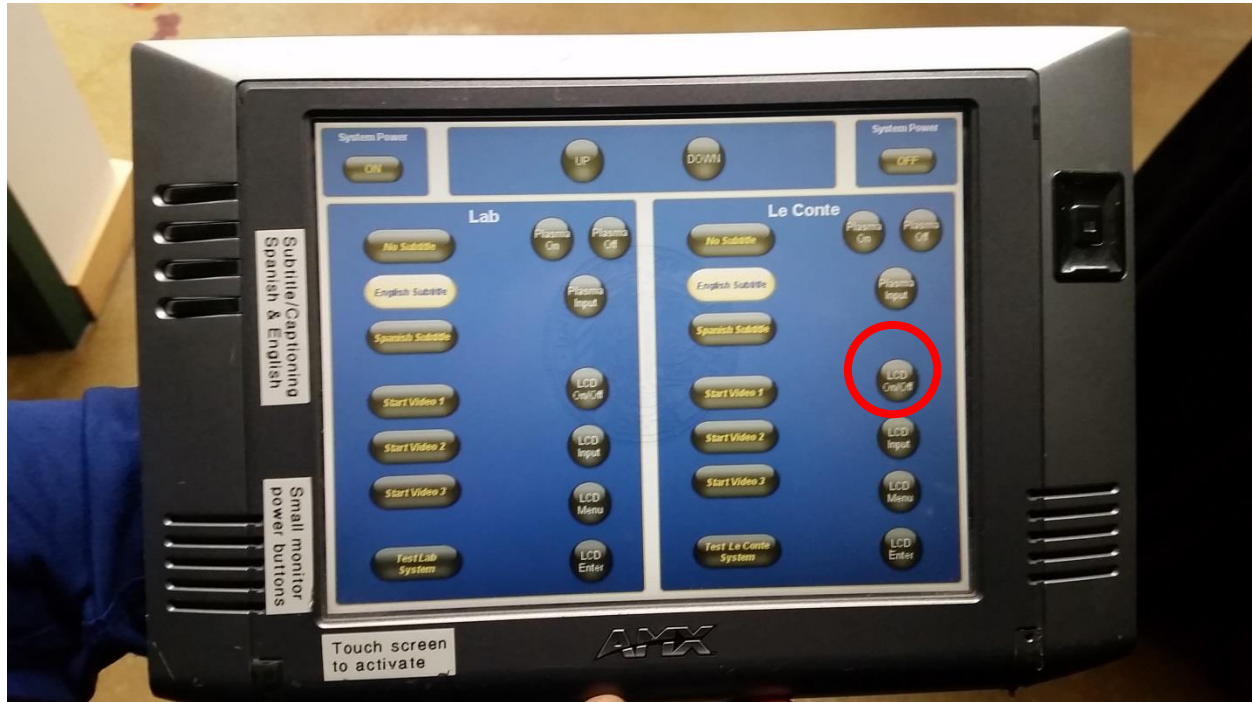 System Power
ON
UP
DOWN
System Power
OFF
Lab
No Subtitle
Plasma
On
Plasma
Off
English Subtitle
Plasma
Input
Spanish Subtitle
Start Video 1
LCD
On/Off
Start Video 2
LCD
Input
Start Video 3
LCD
Menu
Test Lab
System
LCD
Enter
Le Conte
No Subtitle
Plasma
On
Plasma
Off
English Subtitle
Plasma
Input
Spanish Subtitle
Start Video 1
LCD
On/Off
Start Video 2
LCD
Input
Start Video 3
LCD
Menu
Test Le Conte
System
LCD
Enter
Subtitle/Captioning
Spanish & English
Small monitor
power buttons
Touch screen
to activate
AMX